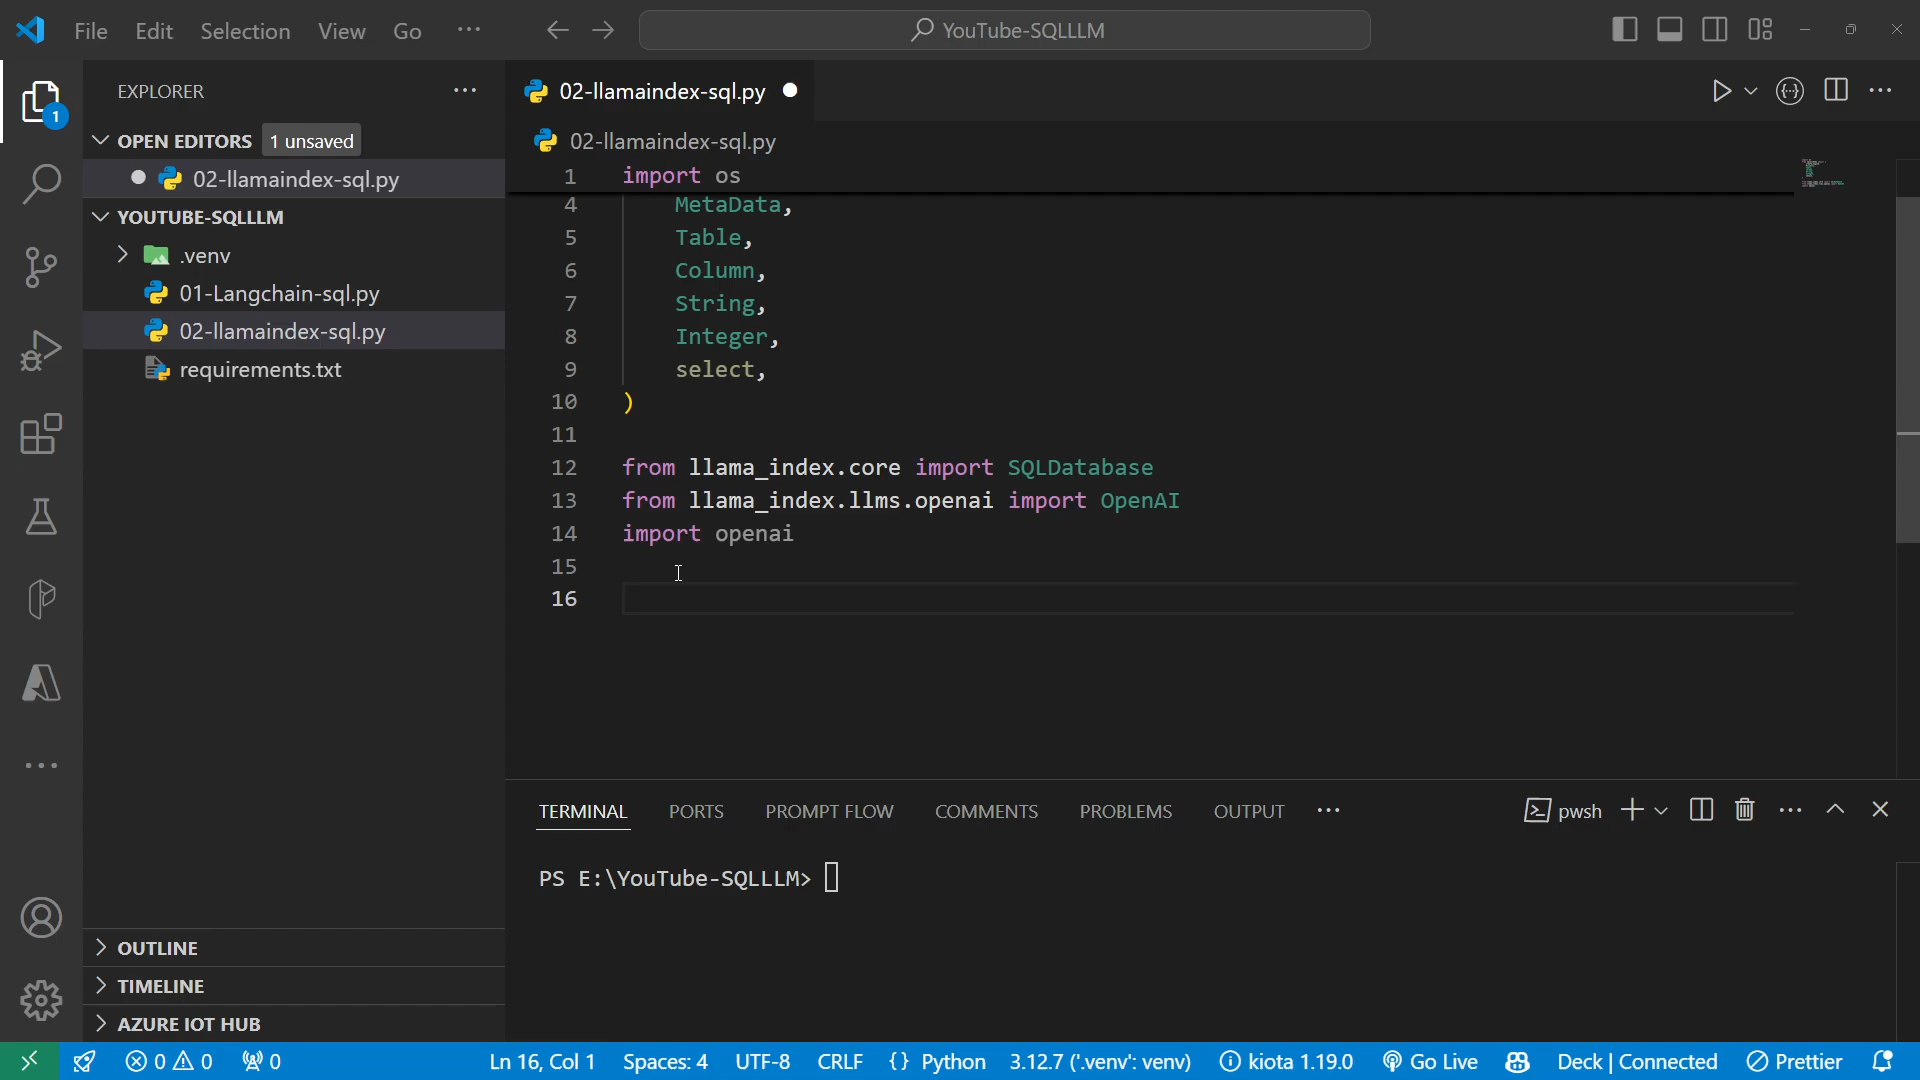 File Edit Selection View Go ···
YouTube-SQLLLM
EXPLORER ···
1
OPEN EDITORS 1 unsaved
02-llamaindex-sql.py
YOUTUBE-SQLLLM
.venv
01-Langchain-sql.py
02-llamaindex-sql.py
requirements.txt
OUTLINE
TIMELINE
AZURE IOT HUB
02-llamaindex-sql.py
02-llamaindex-sql.py
1 import os
4 MetaData,
5 Table,
6 Column,
7 String,
8 Integer,
9 select,
10 )
11
12 from llama_index.core import SQLDatabase
13 from llama_index.llms.openai import OpenAI
14 import openai
15
16
TERMINAL PORTS PROMPT FLOW COMMENTS PROBLEMS OUTPUT ···
pwsh
PS E:\YouTube-SQLLLM>
0 0 0 Ln 16, Col 1 Spaces: 4 UTF-8 CRLF {} Python 3.12.7 ('.venv': venv) kiota 1.19.0 Go Live Deck | Connected Prettier